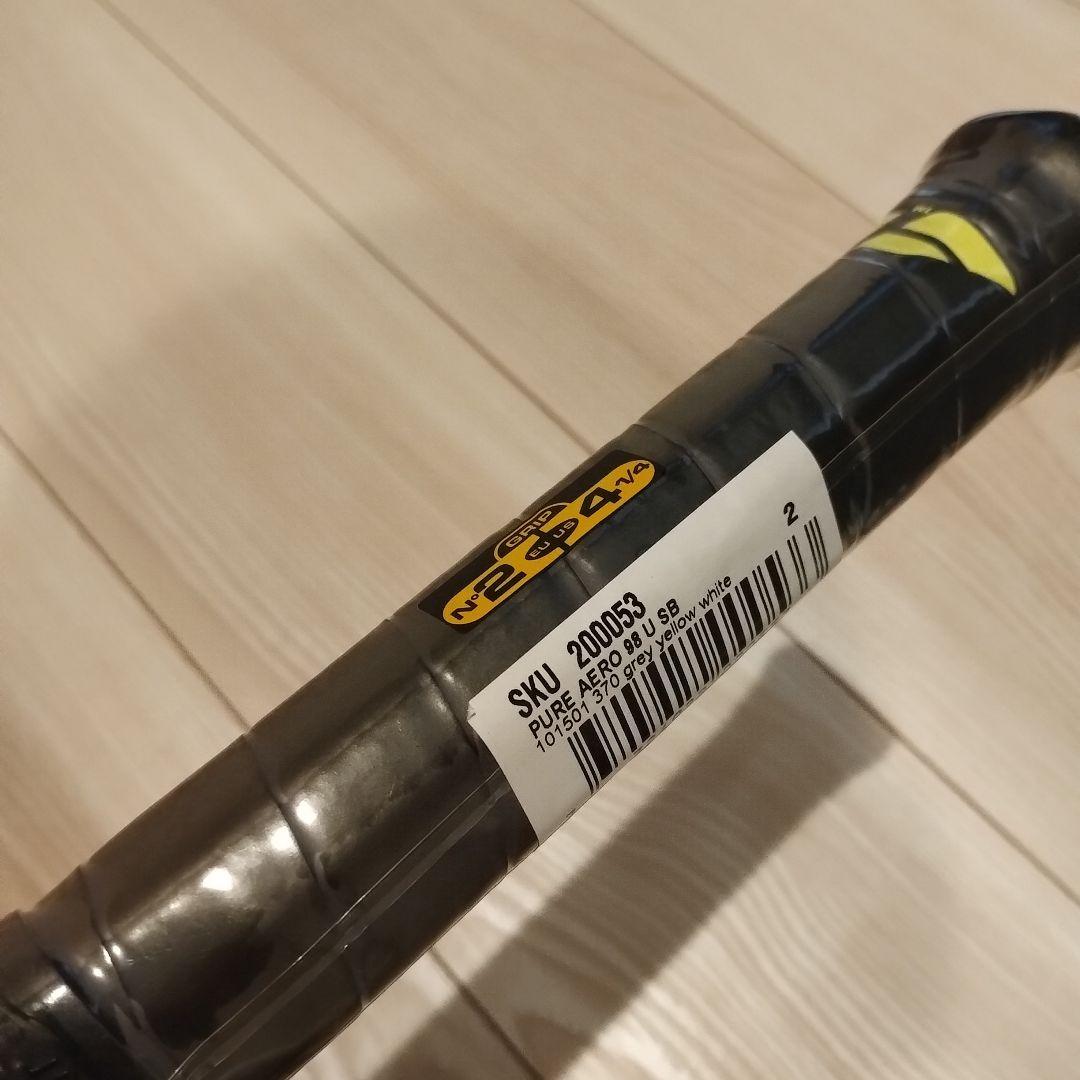 GRIP
N°2 EU US 4 1/4
2
SKU 200053
PURE AERO 98 U SB
101501 370 grey yellow white